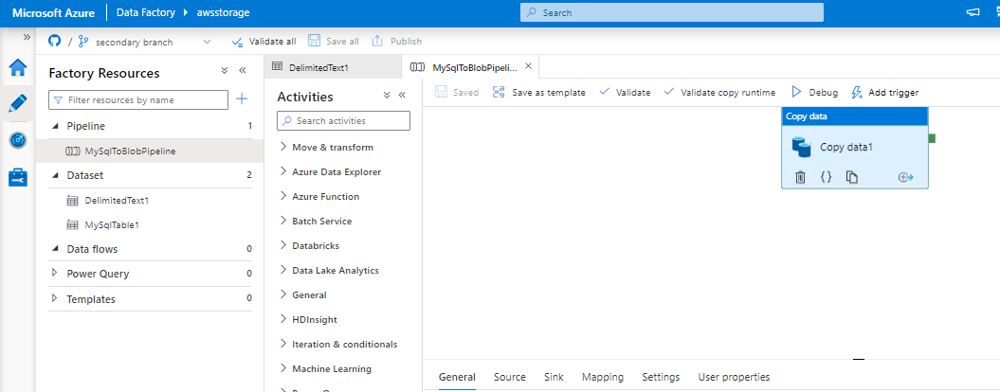 Microsoft Azure
Data Factory
awsstorage
Search
/
secondary branch
Validate all
Save all
Publish
Factory Resources
Filter resources by name
Pipeline 1
MySqlToBlobPipeline
Dataset 2
DelimitedText1
MySqlTable1
Data flows 0
Power Query 0
Templates 0
DelimitedText1
MySqlToBlobPipeli...
Activities
Search activities
Move & transform
Azure Data Explorer
Azure Function
Batch Service
Databricks
Data Lake Analytics
General
HDInsight
Iteration & conditionals
Machine Learning
Saved
Save as template
Validate
Validate copy runtime
Debug
Add trigger
Copy data
Copy data1
{}
General
Source
Sink
Mapping
Settings
User properties